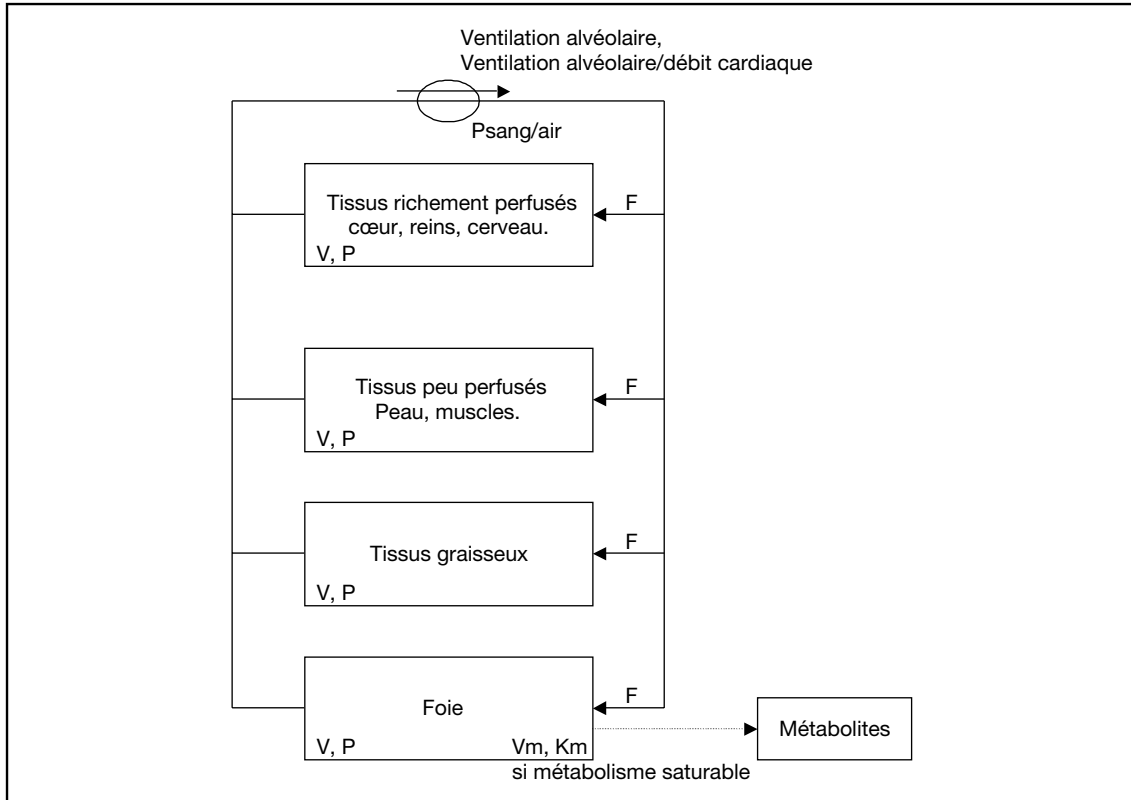 Ventilation alvéolaire,
Ventilation alvéolaire/débit cardiaque
Psang/air
Tissus richement perfusés
cœur, reins, cerveau.
V, P
F
Tissus peu perfusés
Peau, muscles.
V, P
F
Tissus graisseux
V, P
F
Foie
V, P
Vm, Km
si métabolisme saturable
F
Métabolites